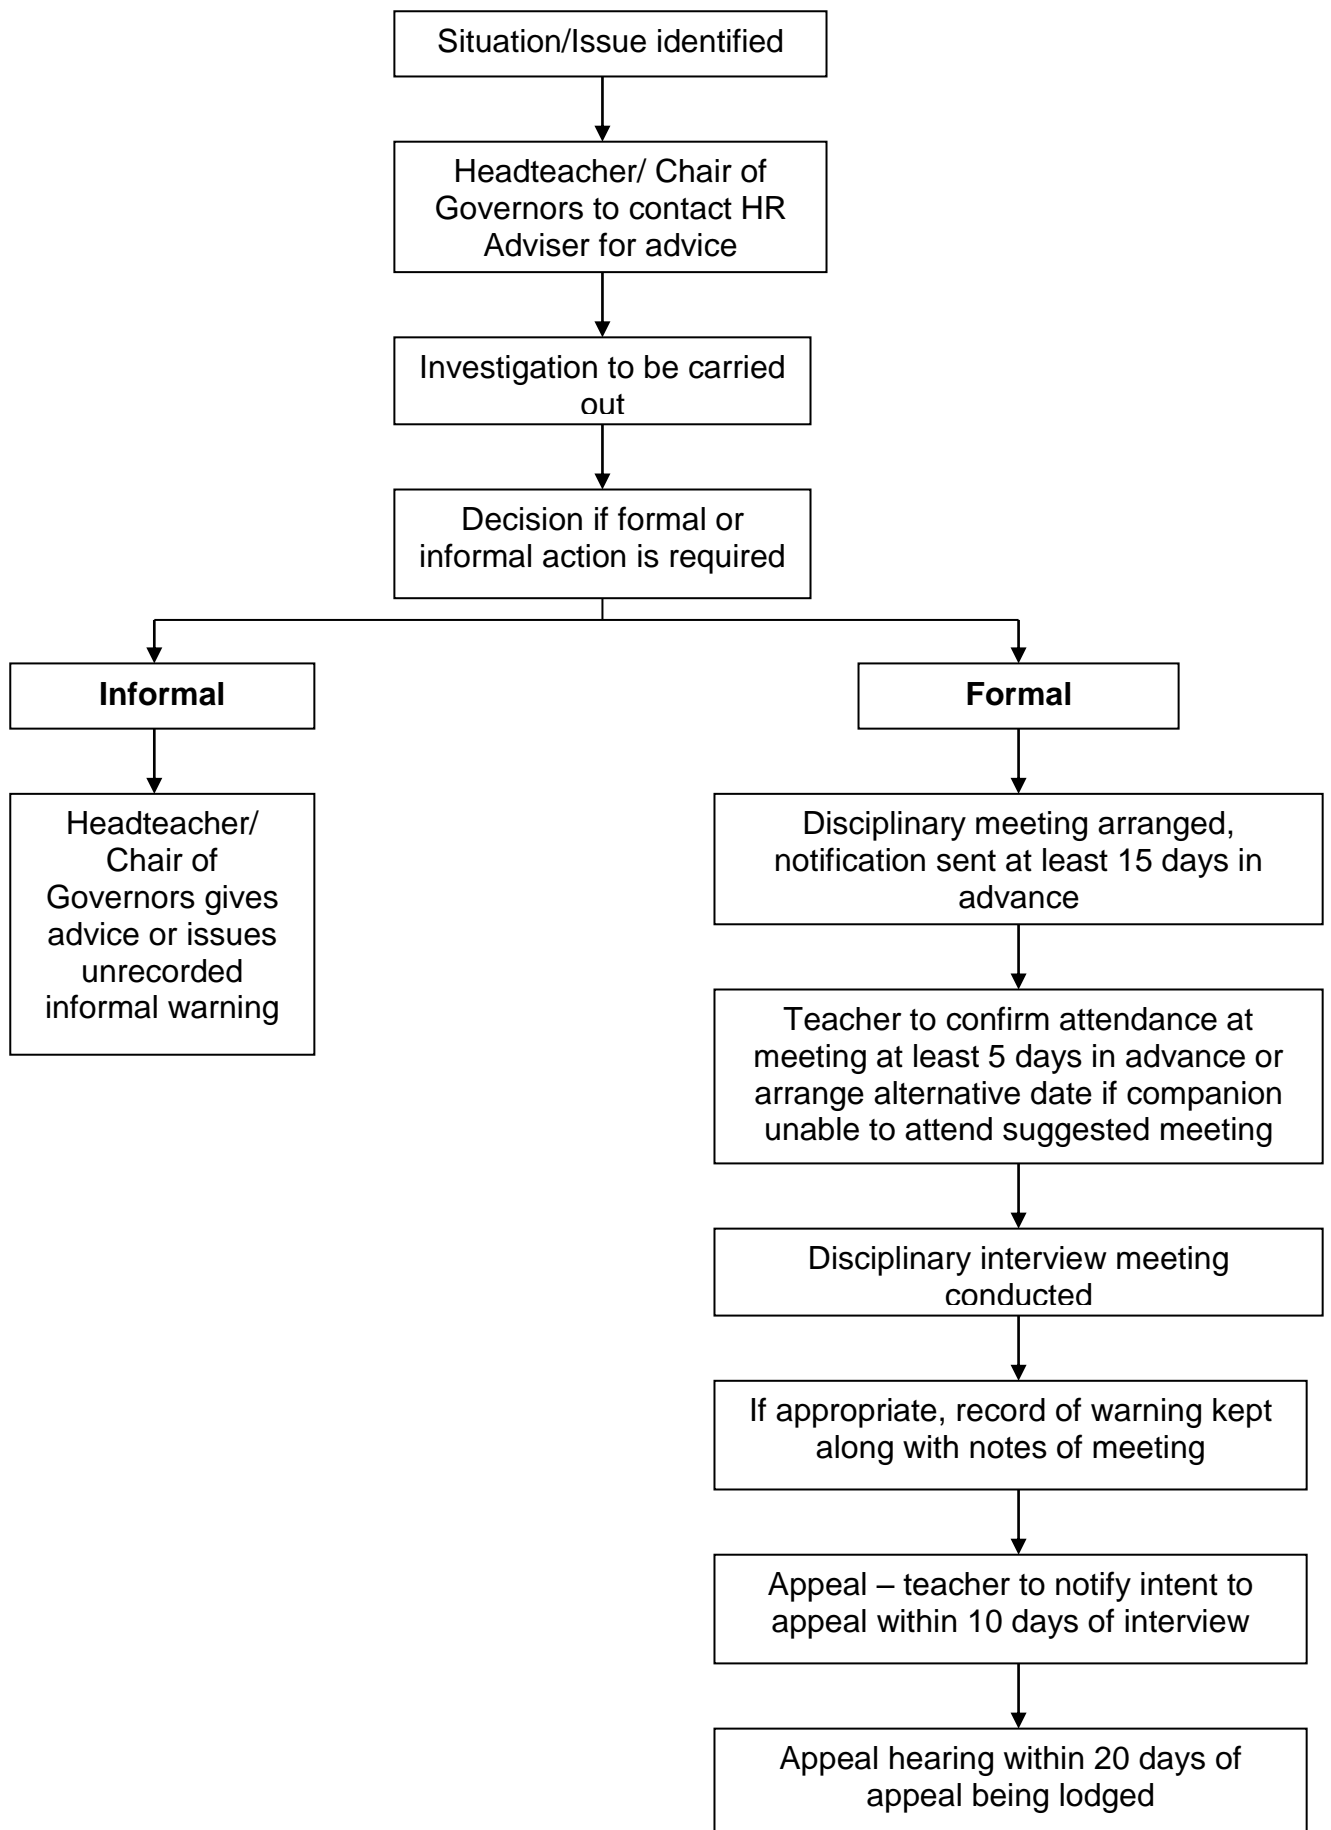 Situation/Issue identified
Headteacher/ Chair of
Governors to contact HR
Adviser for advice
Investigation to be carried
out
Decision if formal or
informal action is required
Informal
Headteacher/
Chair of
Governors gives
advice or issues
unrecorded
informal warning
Formal
Disciplinary meeting arranged,
notification sent at least 15 days in
advance
Teacher to confirm attendance at
meeting at least 5 days in advance or
arrange alternative date if companion
unable to attend suggested meeting
Disciplinary interview meeting
conducted
If appropriate, record of warning kept
along with notes of meeting
Appeal – teacher to notify intent to
appeal within 10 days of interview
Appeal hearing within 20 days of
appeal being lodged